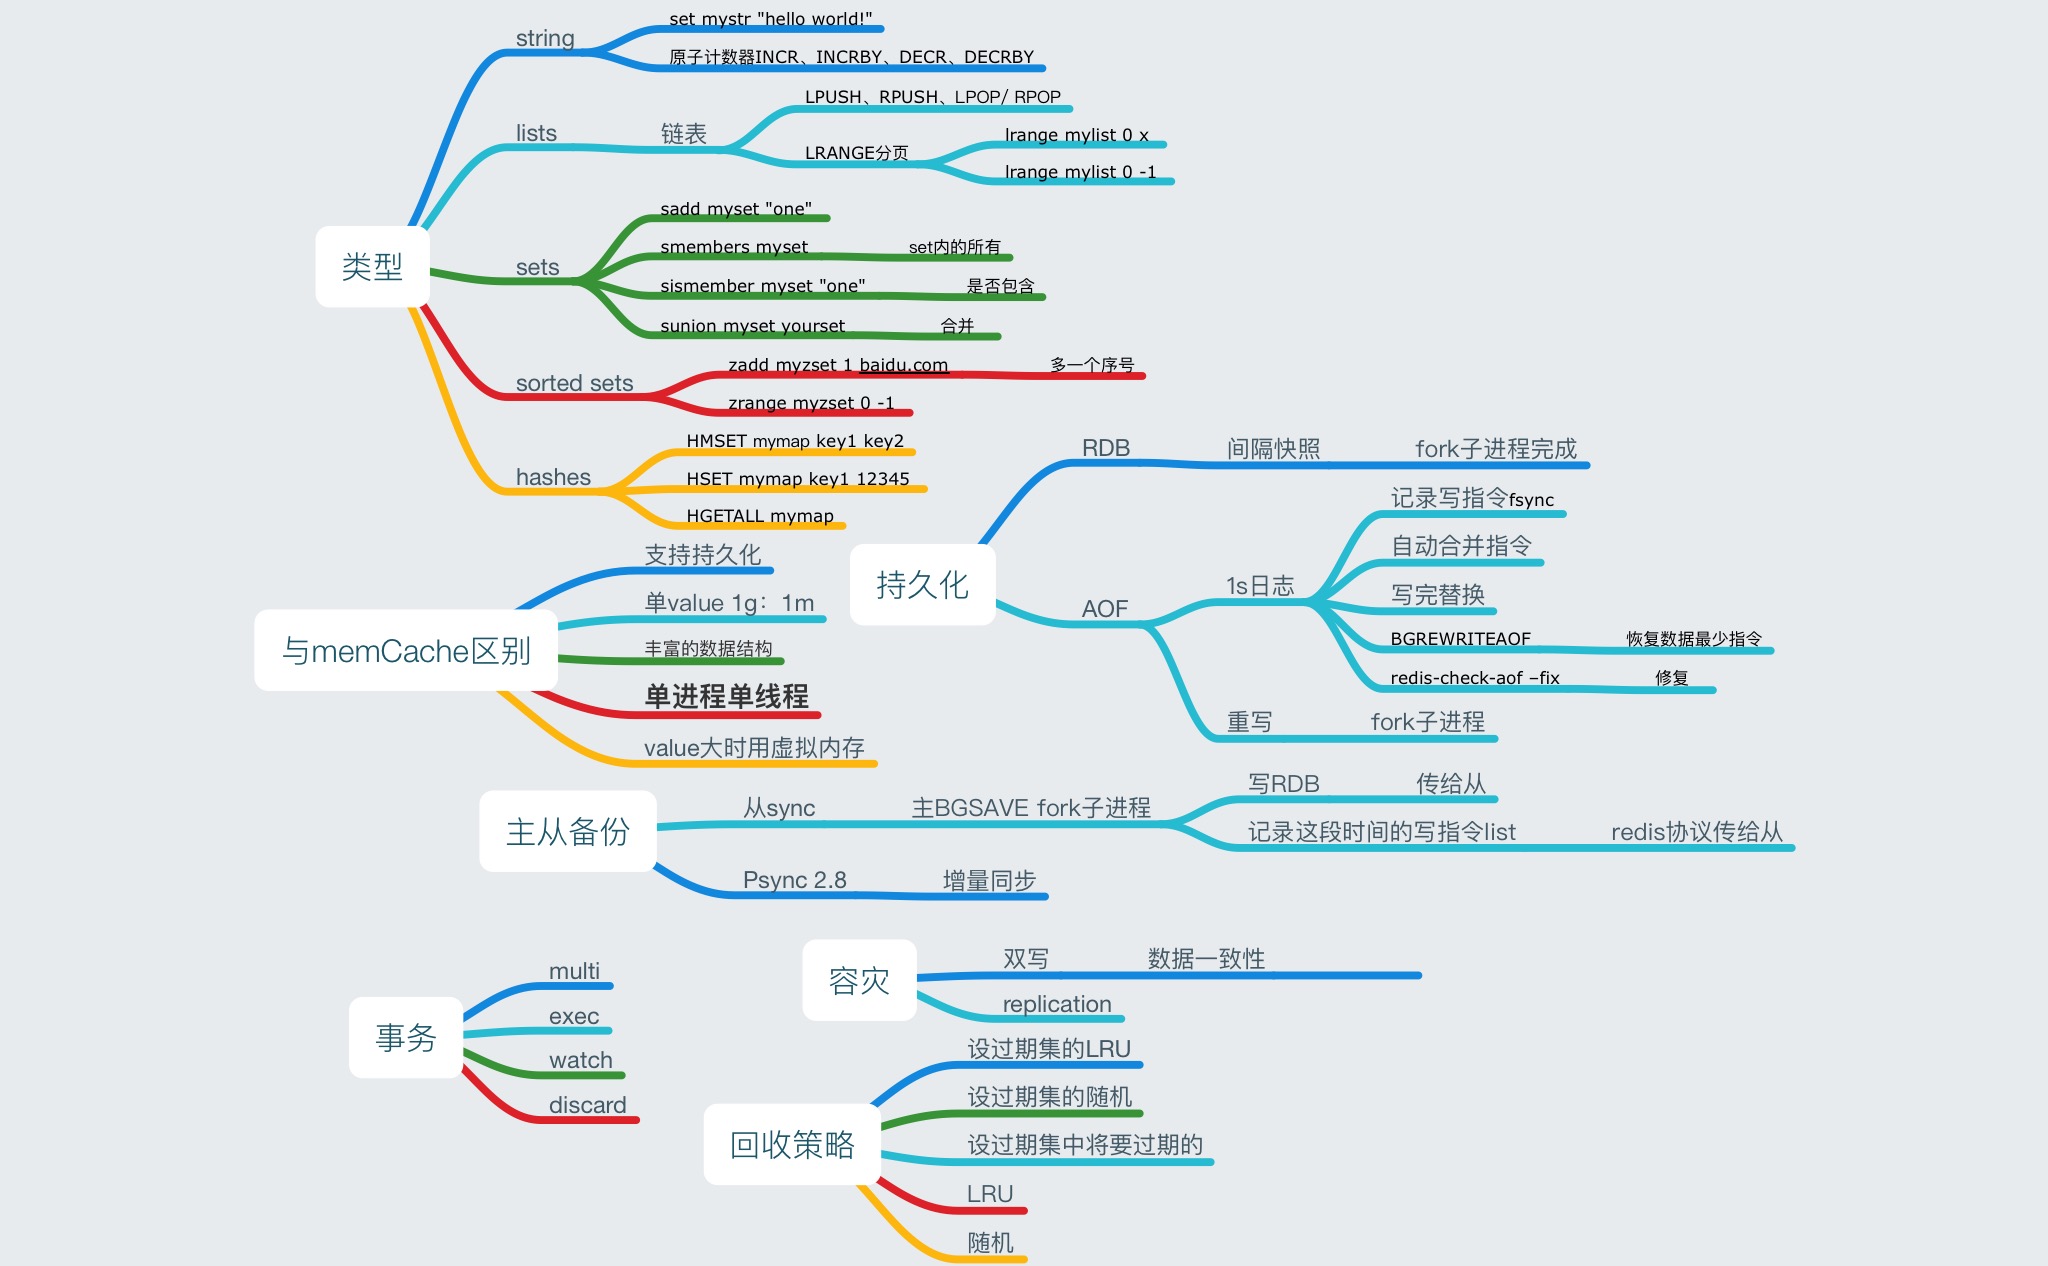 类型
string
set mystr "hello world!"
原子计数器INCR、INCRBY、DECR、DECRBY
lists
链表
LPUSH、RPUSH、LPOP/ RPOP
LRANGE分页
lrange mylist 0 x
lrange mylist 0 -1
sets
sadd myset "one"
smembers myset
set内的所有
sismember myset "one"
是否包含
sunion myset yourset
合并
sorted sets
zadd myzset 1 baidu.com
多一个序号
zrange myzset 0 -1
hashes
HMSET mymap key1 key2
HSET mymap key1 12345
HGETALL mymap
持久化
RDB
间隔快照
fork子进程完成
AOF
1s日志
记录写指令fsync
自动合并指令
写完替换
BGREWRITEAOF
恢复数据最少指令
redis-check-aof –fix
修复
重写
fork子进程
与memCache区别
支持持久化
单value 1g：1m
丰富的数据结构
单进程单线程
value大时用虚拟内存
主从备份
从sync
主BGSAVE fork子进程
写RDB
传给从
记录这段时间的写指令list
redis协议传给从
Psync 2.8
增量同步
事务
multi
exec
watch
discard
容灾
双写
数据一致性
replication
回收策略
设过期集的LRU
设过期集的随机
设过期集中将要过期的
LRU
随机